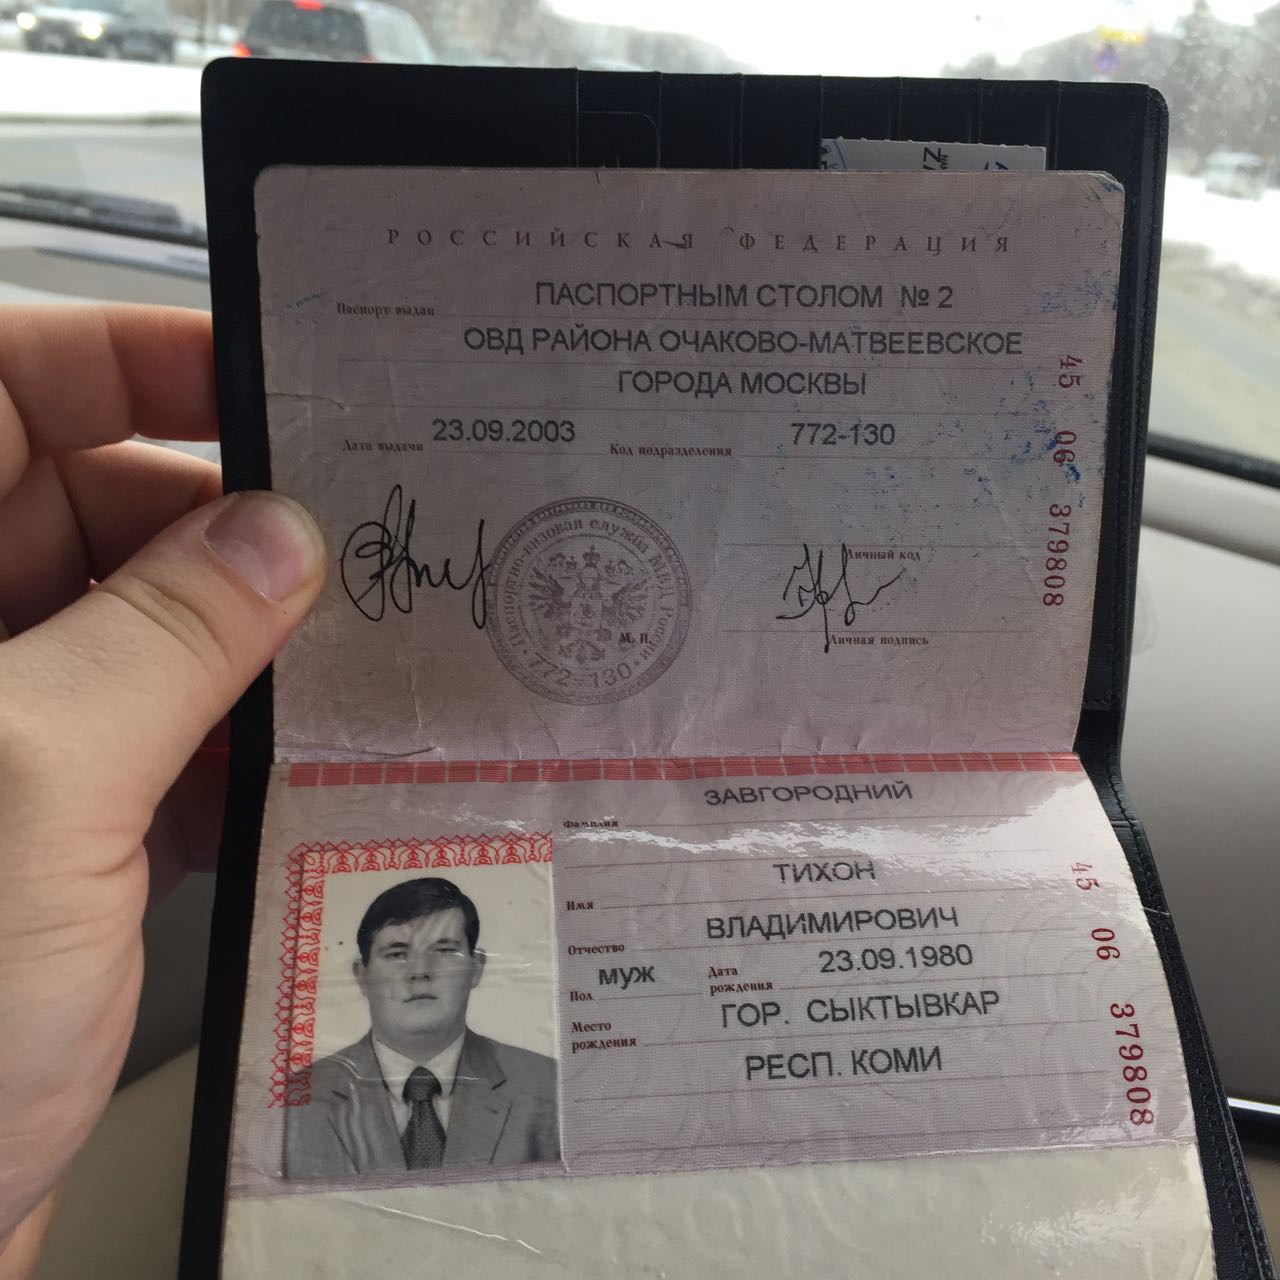 РОССИЙСКАЯ ФЕДЕРАЦИЯ
Паспорт выдан ПАСПОРТНЫМ СТОЛОМ № 2
ОВД РАЙОНА ОЧАКОВО-МАТВЕЕВСКОЕ
ГОРОДА МОСКВЫ
Дата выдачи 23.09.2003 Код подразделения 772-130
45 06 379808
Паспортно-визовая служба МВД России
772-130
М. П.
Личный код
Личная подпись
ЗАВГОРОДНИЙ
Фамилия
ТИХОН
Имя
ВЛАДИМИРОВИЧ
Отчество
МУЖ 23.09.1980
Пол Дата рождения
ГОР. СЫКТЫВКАР
Место рождения
РЕСП. КОМИ
45 06 379808